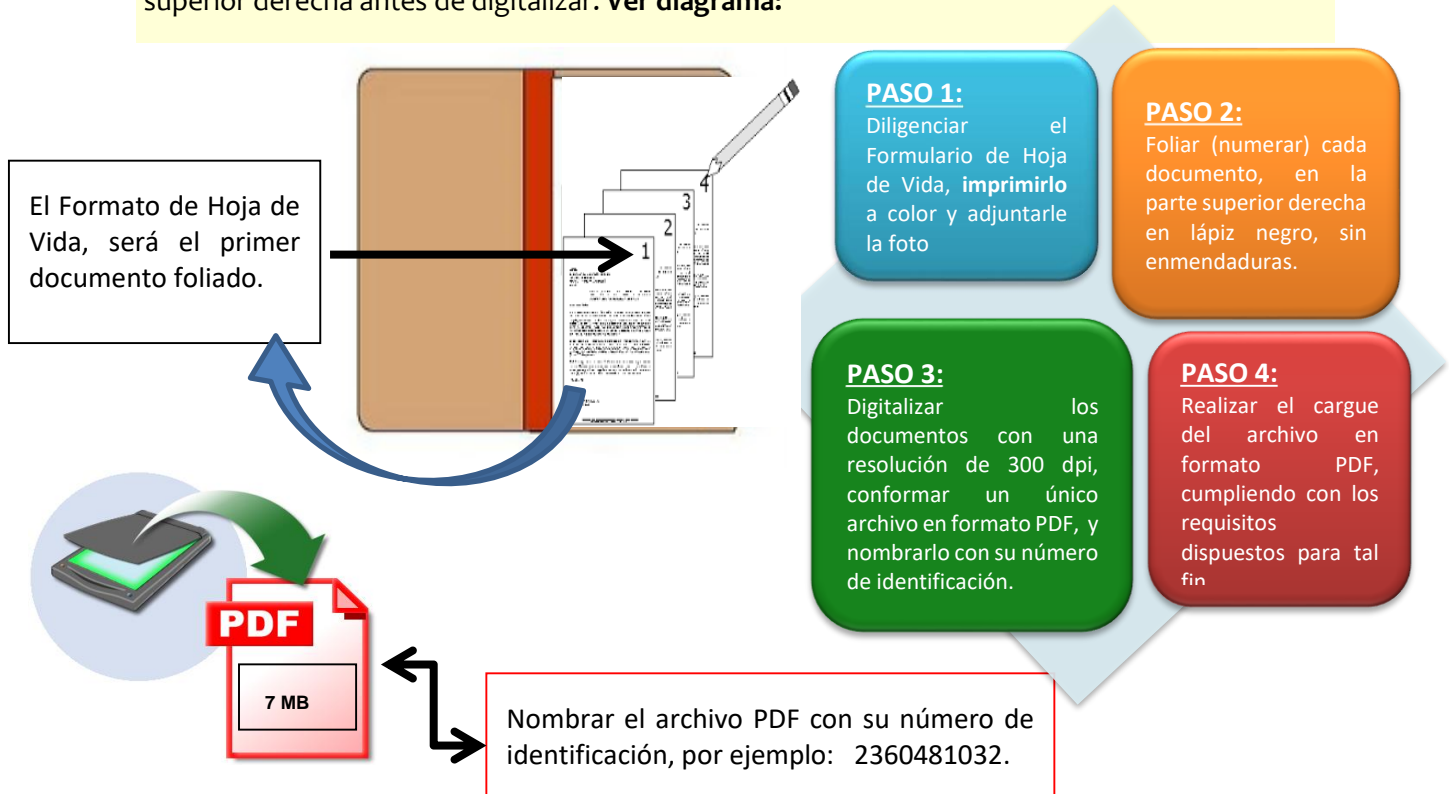 superior derecha antes de digitalizar. Ver diagrama:
El Formato de Hoja de
Vida, será el primer
documento foliado.
1
2
3
4
PASO 1:
Diligenciar el
Formulario de Hoja
de Vida, imprimirlo
a color y adjuntarle
la foto
PASO 2:
Foliar (numerar) cada
documento, en la
parte superior derecha
en lápiz negro, sin
enmendaduras.
PASO 3:
Digitalizar los
documentos con una
resolución de 300 dpi,
conformar un único
archivo en formato PDF, y
nombrarlo con su número
de identificación.
PASO 4:
Realizar el cargue
del archivo en
formato PDF,
cumpliendo con los
requisitos
dispuestos para tal
fin
PDF
7 MB
Nombrar el archivo PDF con su número de
identificación, por ejemplo: 2360481032.